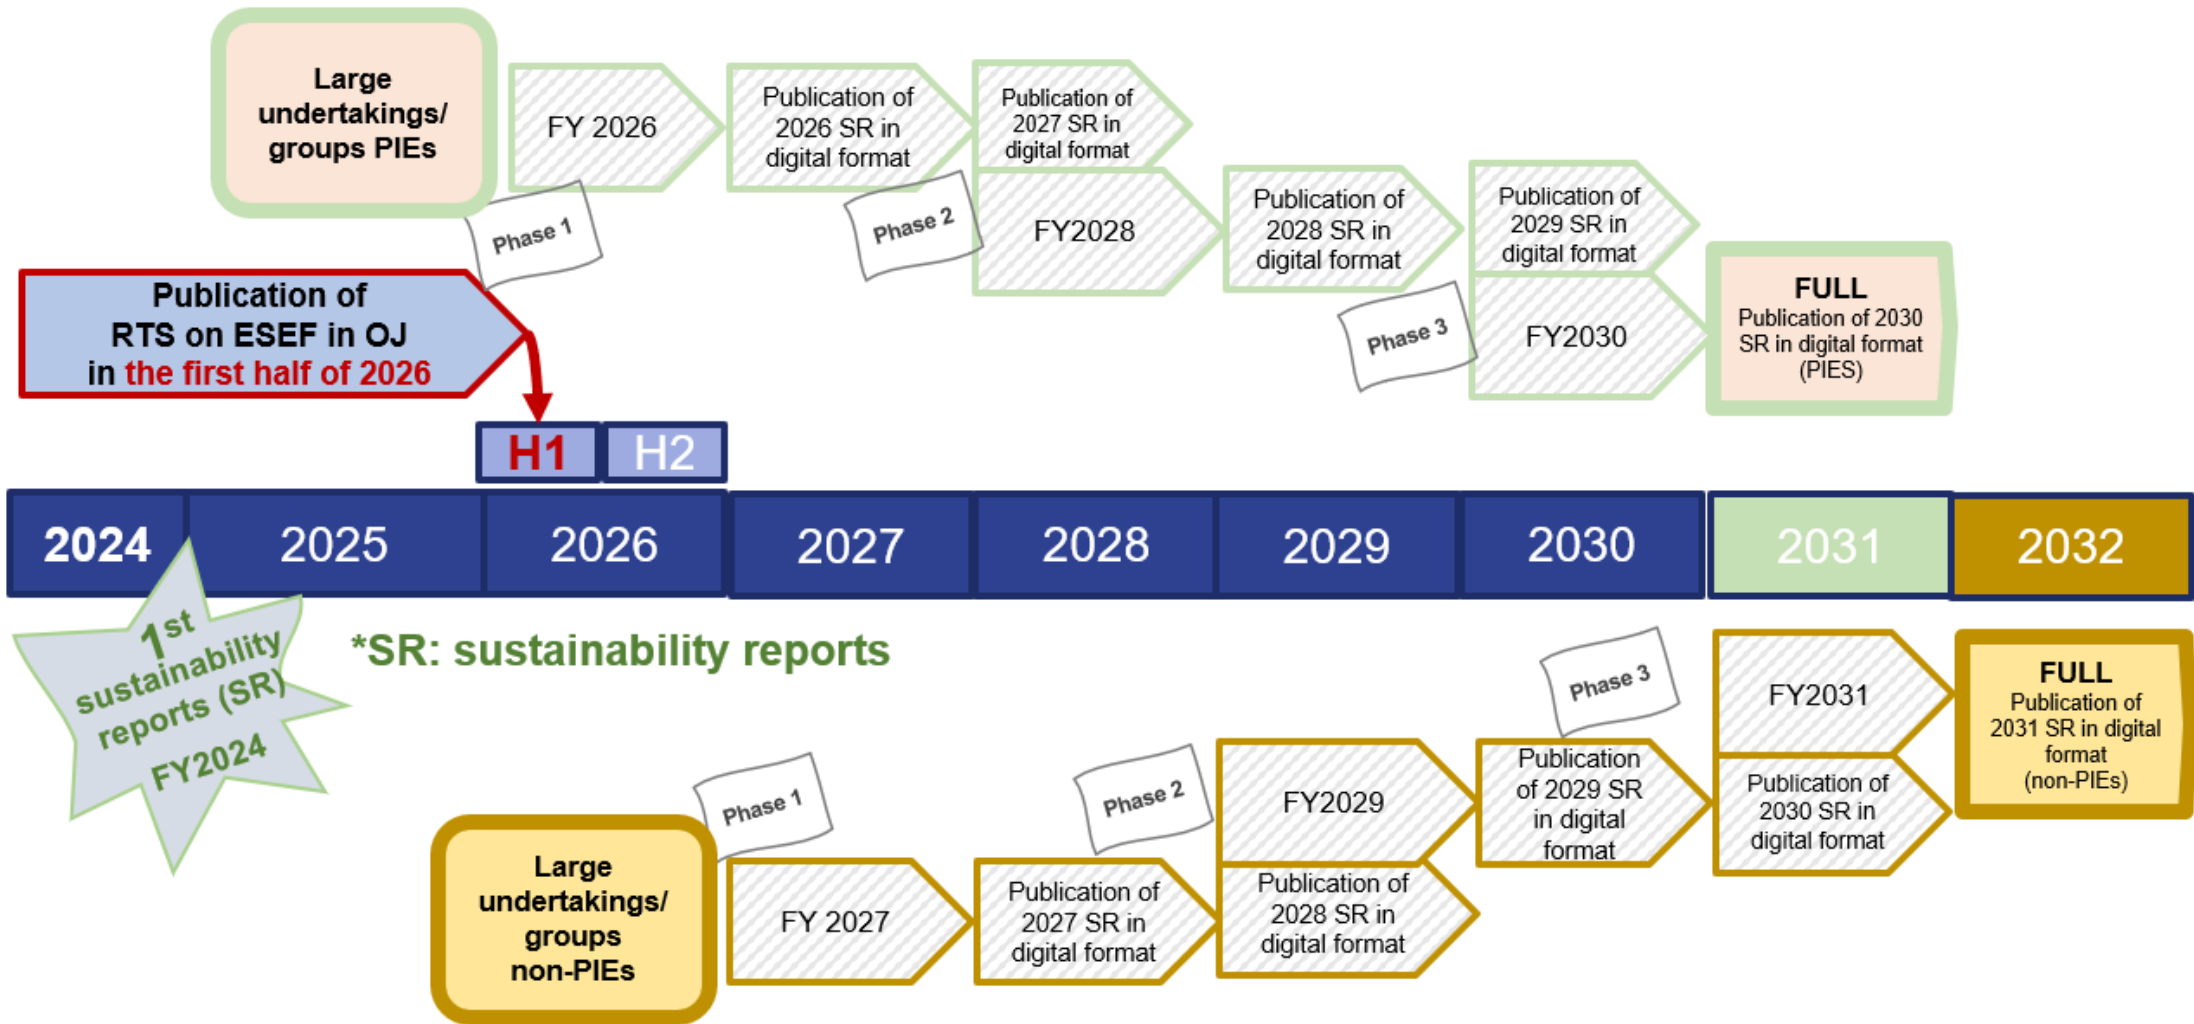 Large
undertakings/
groups PIEs
FY 2026
Publication of
2026 SR in
digital format
Publication of
2027 SR in
digital format
Phase 1
Phase 2
FY2028
Publication of
2028 SR in
digital format
Publication of
2029 SR in
digital format
Phase 3
FY2030
FULL
Publication of 2030
SR in digital format
(PIES)
Publication of
RTS on ESEF in OJ
in the first half of 2026
H1
H2
2024
2025
2026
2027
2028
2029
2030
2031
2032
1st
sustainability
reports (SR)
FY2024
*SR: sustainability reports
Large
undertakings/
groups
non-PIEs
Phase 1
FY 2027
Publication of
2027 SR in
digital format
Phase 2
FY2029
Publication of
2028 SR in
digital format
Publication
of 2029 SR
in digital
format
Phase 3
FY2031
Publication of
2030 SR in
digital format
FULL
Publication of
2031 SR in digital
format
(non-PIEs)